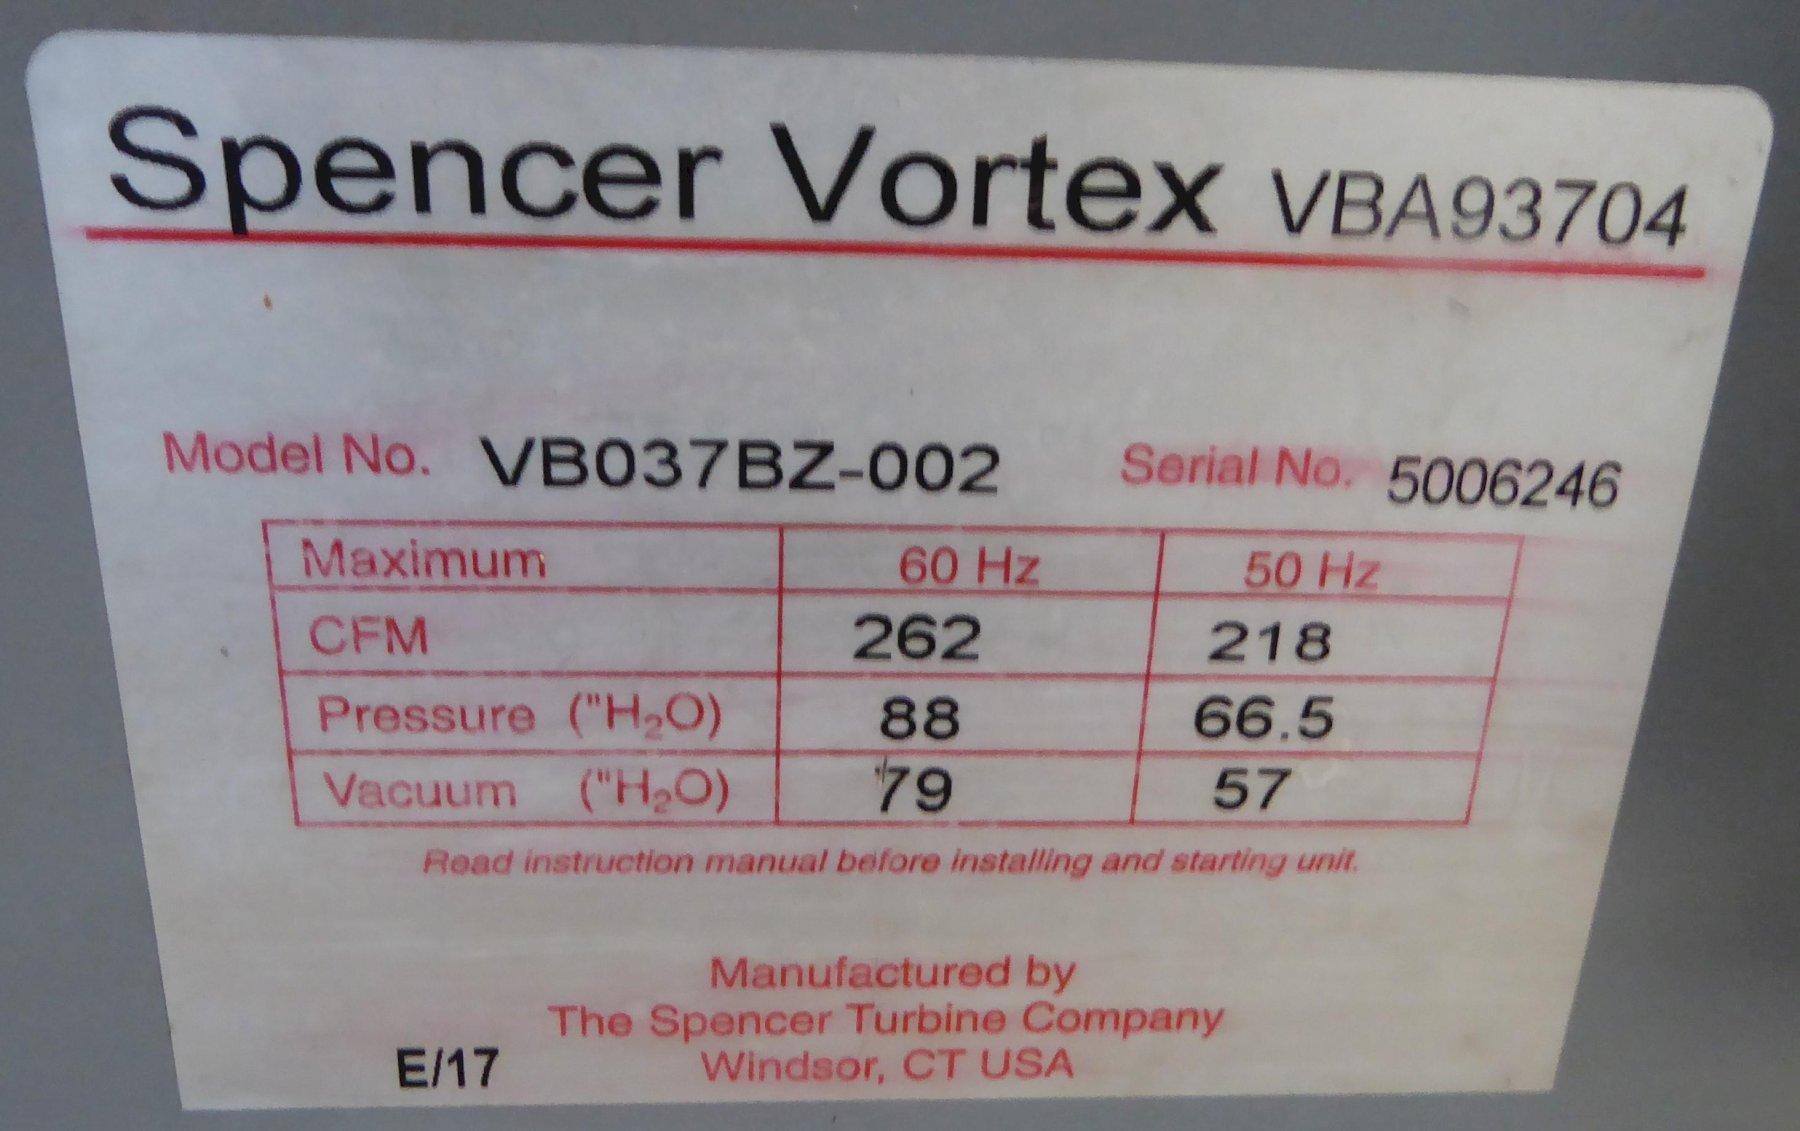 Spencer Vortex VBA93704
Model No. VB037BZ-002 Serial No. 5006246
Maximum 60 Hz 50 Hz
CFM 262 218
Pressure ("H₂O) 88 66.5
Vacuum ("H₂O) 79 57
Read instruction manual before installing and starting unit.
Manufactured by
The Spencer Turbine Company
E/17 Windsor, CT USA